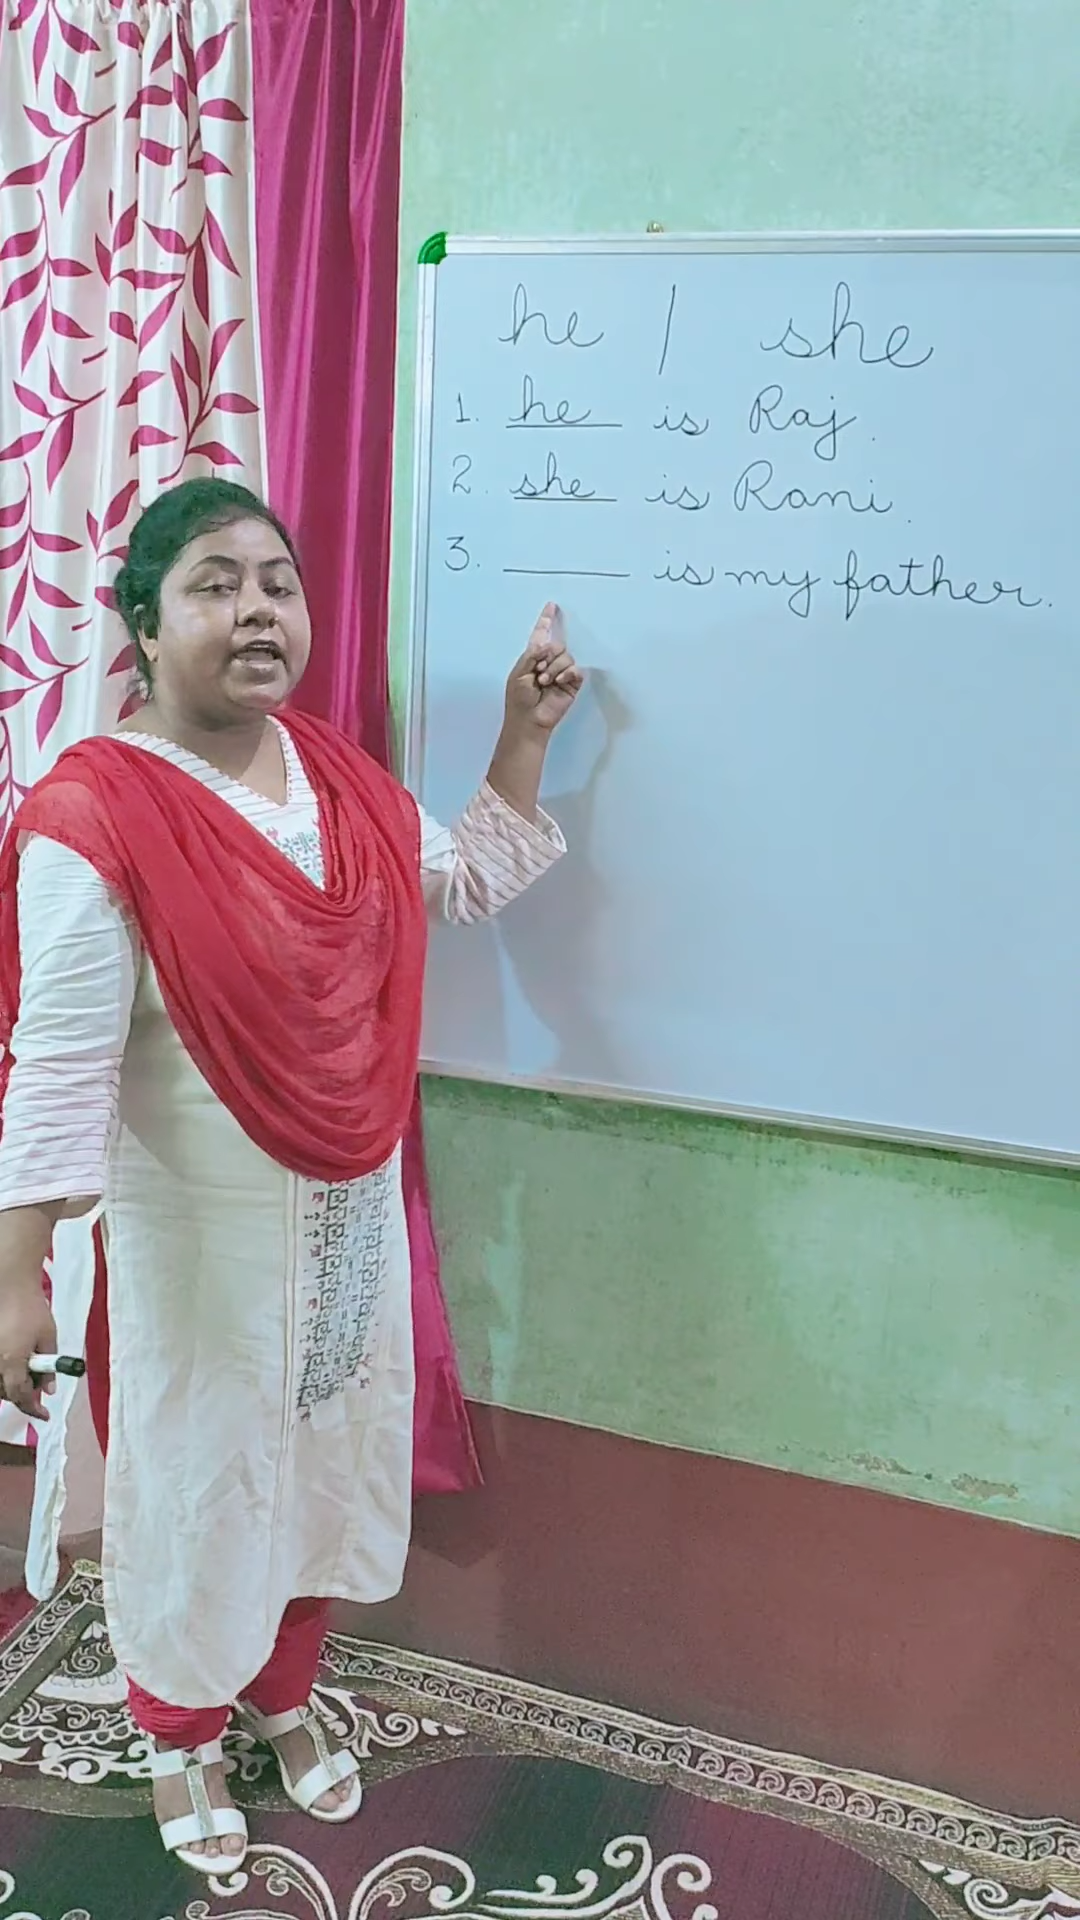 he / she
1. he is Raj.
2. she is Rani.
3. ______ is my father.